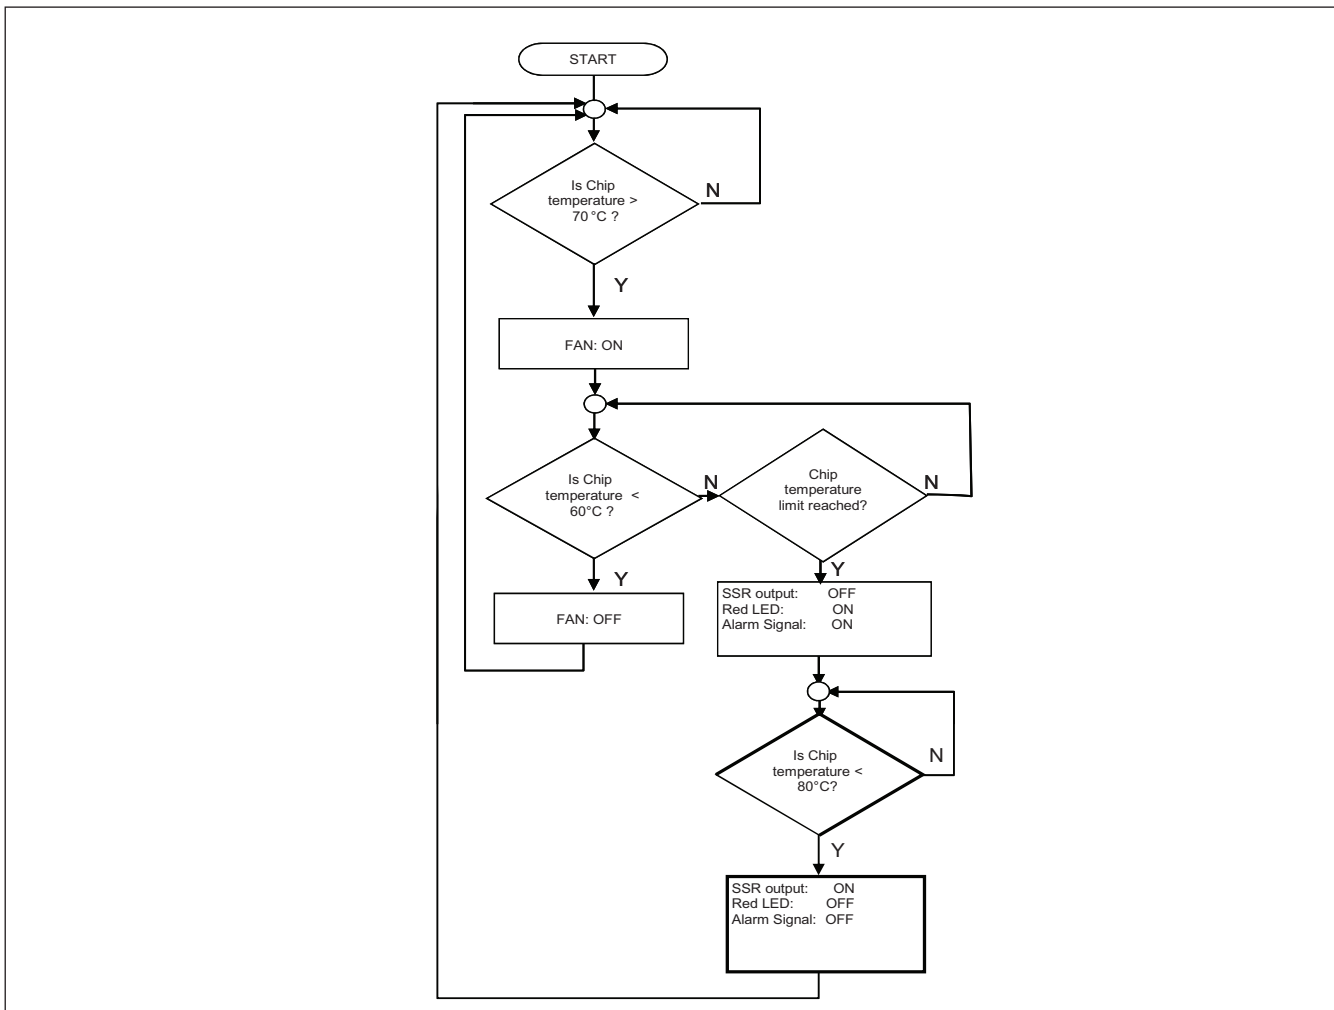 START
Is Chip
temperature >
70 °C ?
N
Y
FAN: ON
Is Chip
temperature <
60°C ?
N
Chip
temperature
limit reached?
N
Y
Y
FAN: OFF
SSR output: OFF
Red LED: ON
Alarm Signal: ON
Is Chip
temperature <
80°C?
N
Y
SSR output: ON
Red LED: OFF
Alarm Signal: OFF